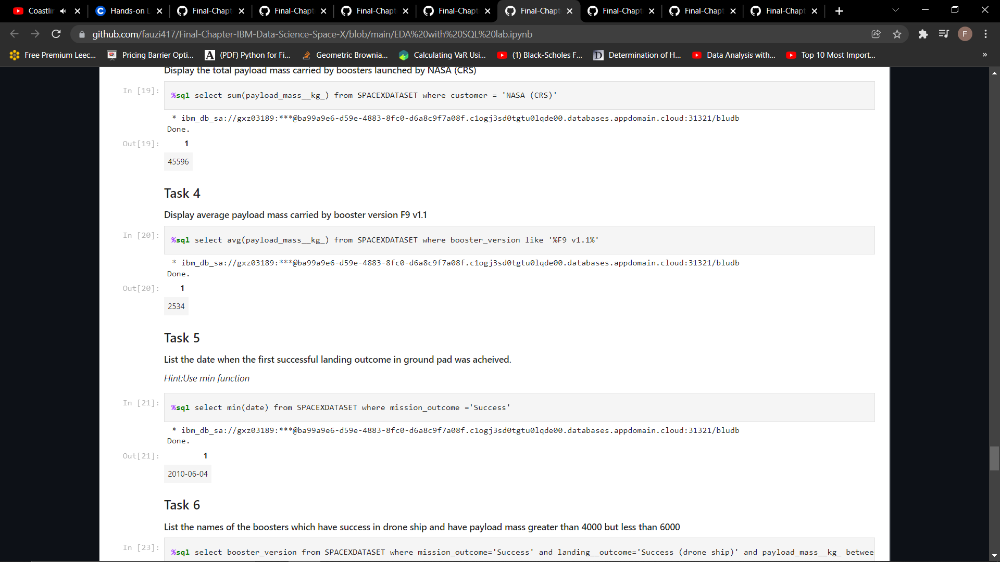 Coastlir
Hands-on L
Final-Chapt
Final-Chapt
Final-Chapt
Final-Chapt
Final-Chapt
Final-Chapt
Final-Chapt
Final-Chapt
github.com/fauzi417/Final-Chapter-IBM-Data-Science-Space-X/blob/main/EDA%20with%20SQL%20lab.ipynb
F
Free Premium Leec...
Pricing Barrier Opti...
(PDF) Python for Fi...
Geometric Brownia...
Calculating VaR Usi...
(1) Black-Scholes F...
Determination of H...
Data Analysis with...
Top 10 Most Import...
»
Display the total payload mass carried by boosters launched by NASA (CRS)
In [19]: %sql select sum(payload_mass__kg_) from SPACEXDATASET where customer = 'NASA (CRS)'
* ibm_db_sa://gxz03189:***@ba99a9e6-d59e-4883-8fc0-d6a8c9f7a08f.c1ogj3sd0tgtu0lqde00.databases.appdomain.cloud:31321/bludb
Done.
Out[19]: 1
45596
Task 4
Display average payload mass carried by booster version F9 v1.1
In [20]: %sql select avg(payload_mass__kg_) from SPACEXDATASET where booster_version like '%F9 v1.1%'
* ibm_db_sa://gxz03189:***@ba99a9e6-d59e-4883-8fc0-d6a8c9f7a08f.c1ogj3sd0tgtu0lqde00.databases.appdomain.cloud:31321/bludb
Done.
Out[20]: 1
2534
Task 5
List the date when the first successful landing outcome in ground pad was acheived.
Hint:Use min function
In [21]: %sql select min(date) from SPACEXDATASET where mission_outcome ='Success'
* ibm_db_sa://gxz03189:***@ba99a9e6-d59e-4883-8fc0-d6a8c9f7a08f.c1ogj3sd0tgtu0lqde00.databases.appdomain.cloud:31321/bludb
Done.
Out[21]: 1
2010-06-04
Task 6
List the names of the boosters which have success in drone ship and have payload mass greater than 4000 but less than 6000
In [23]: %sql select booster_version from SPACEXDATASET where mission_outcome='Success' and landing__outcome='Success (drone ship)' and payload_mass__kg_ betwee